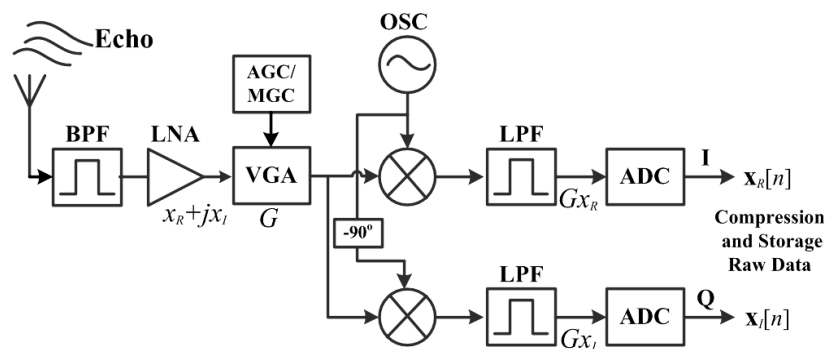 Echo
OSC
AGC/
MGC
BPF
LNA
VGA
x_R+jx_I
G
LPF
Gx_R
ADC
I
x_R[n]
Compression
and Storage
Raw Data
-90°
LPF
Gx_I
ADC
Q
x_I[n]